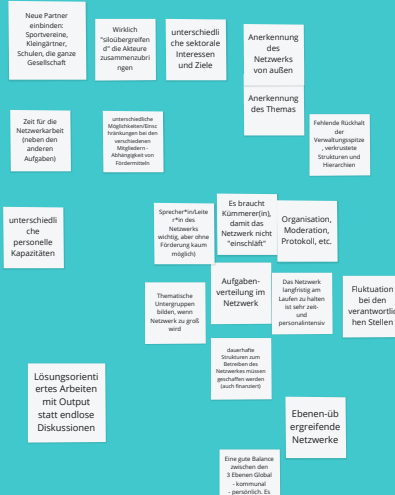 Neue Partner
einbinden:
Sportvereine,
Kleingärtner,
Schulen, die ganze
Gesellschaft
Wirklich
"siloübergreifen
d" die Akteure
zusammenzubri
ngen
unterschiedli
che sektorale
Interessen
und Ziele
Anerkennung
des
Netzwerks
von außen
Anerkennung
des Themas
Zeit für die
Netzwerkarbeit
(neben den
anderen
Aufgaben)
unterschiedliche
Möglichkeiten/Einsc
hränkungen bei den
verschiedenen
Mitgliedern -
Abhängigkeit von
Fördermitteln
Fehlende Rückhalt
der
Verwaltungsspitze
, verkrustete
Strukturen und
Hierarchien
unterschiedli
che
personelle
Kapazitäten
Sprecher*in/Leite
r*in des
Netzwerks
wichtig, aber ohne
Förderung kaum
möglich)
Es braucht
Kümmerer(in),
damit das
Netzwerk nicht
"einschläft"
Organisation,
Moderation,
Protokoll, etc.
Thematische
Untergruppen
bilden, wenn
Netzwerk zu groß
wird
Aufgaben-
verteilung im
Netzwerk
Das Netzwerk
langfristig am
Laufen zu halten
ist sehr zeit-
und
personalintensiv
Fluktuation
bei den
verantwortlic
hen Stellen
dauerhafte
Strukturen zum
Betreiben des
Netzwerkes müssen
geschaffen werden
(auch finanziert)
Lösungsorienti
ertes Arbeiten
mit Output
statt endlose
Diskussionen
Ebenen-üb
ergreifende
Netzwerke
Eine gute Balance
zwischen den
3 Ebenen Global
- kommunal
- persönlich. Es